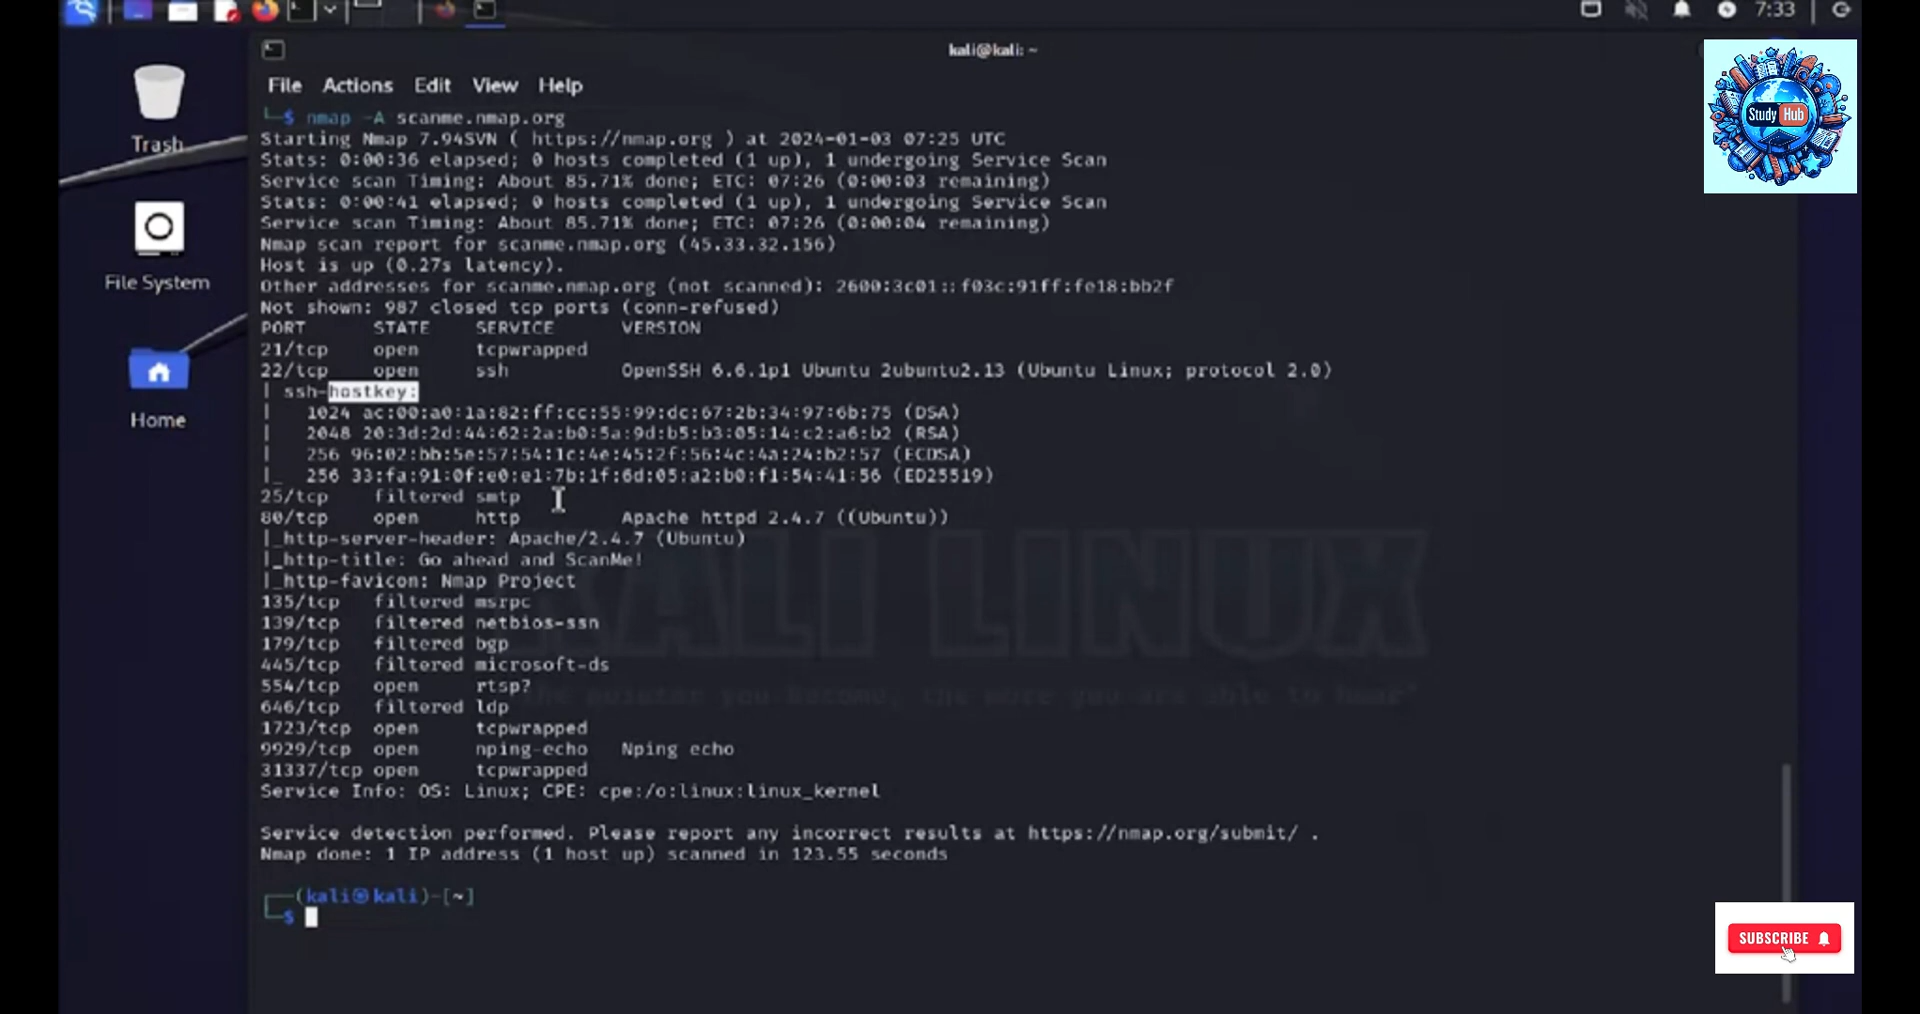 7:33
kali@kali: ~
File Actions Edit View Help
Trash
File System
Home
Study Hub
└─$ nmap -A scanme.nmap.org
Starting Nmap 7.94SVN ( https://nmap.org ) at 2024-01-03 07:25 UTC
Stats: 0:00:36 elapsed; 0 hosts completed (1 up), 1 undergoing Service Scan
Service scan Timing: About 85.71% done; ETC: 07:26 (0:00:03 remaining)
Stats: 0:00:41 elapsed; 0 hosts completed (1 up), 1 undergoing Service Scan
Service scan Timing: About 85.71% done; ETC: 07:26 (0:00:04 remaining)
Nmap scan report for scanme.nmap.org (45.33.32.156)
Host is up (0.27s latency).
Other addresses for scanme.nmap.org (not scanned): 2600:3c01::f03c:91ff:fe18:bb2f
Not shown: 987 closed tcp ports (conn-refused)
PORT STATE SERVICE VERSION
21/tcp open tcpwrapped
22/tcp open ssh OpenSSH 6.6.1p1 Ubuntu 2ubuntu2.13 (Ubuntu Linux; protocol 2.0)
| ssh-hostkey:
| 1024 ac:00:a0:1a:82:ff:cc:55:99:dc:67:2b:34:97:6b:75 (DSA)
| 2048 20:3d:2d:44:62:2a:b0:5a:9d:b5:b3:05:14:c2:a6:b2 (RSA)
| 256 96:02:bb:5e:57:54:1c:4e:45:2f:56:4c:4a:24:b2:57 (ECDSA)
|_ 256 33:fa:91:0f:e0:e1:7b:1f:6d:05:a2:b0:f1:54:41:56 (ED25519)
25/tcp filtered smtp
80/tcp open http Apache httpd 2.4.7 ((Ubuntu))
|_http-server-header: Apache/2.4.7 (Ubuntu)
|_http-title: Go ahead and ScanMe!
|_http-favicon: Nmap Project
135/tcp filtered msrpc
139/tcp filtered netbios-ssn
179/tcp filtered bgp
445/tcp filtered microsoft-ds
554/tcp open rtsp?
646/tcp filtered ldp
1723/tcp open tcpwrapped
9929/tcp open nping-echo Nping echo
31337/tcp open tcpwrapped
Service Info: OS: Linux; CPE: cpe:/o:linux:linux_kernel
Service detection performed. Please report any incorrect results at https://nmap.org/submit/ .
Nmap done: 1 IP address (1 host up) scanned in 123.55 seconds
┌──(kali㉿kali)-[~]
└─$
KALI LINUX
"the quieter you become, the more you are able to hear"
SUBSCRIBE